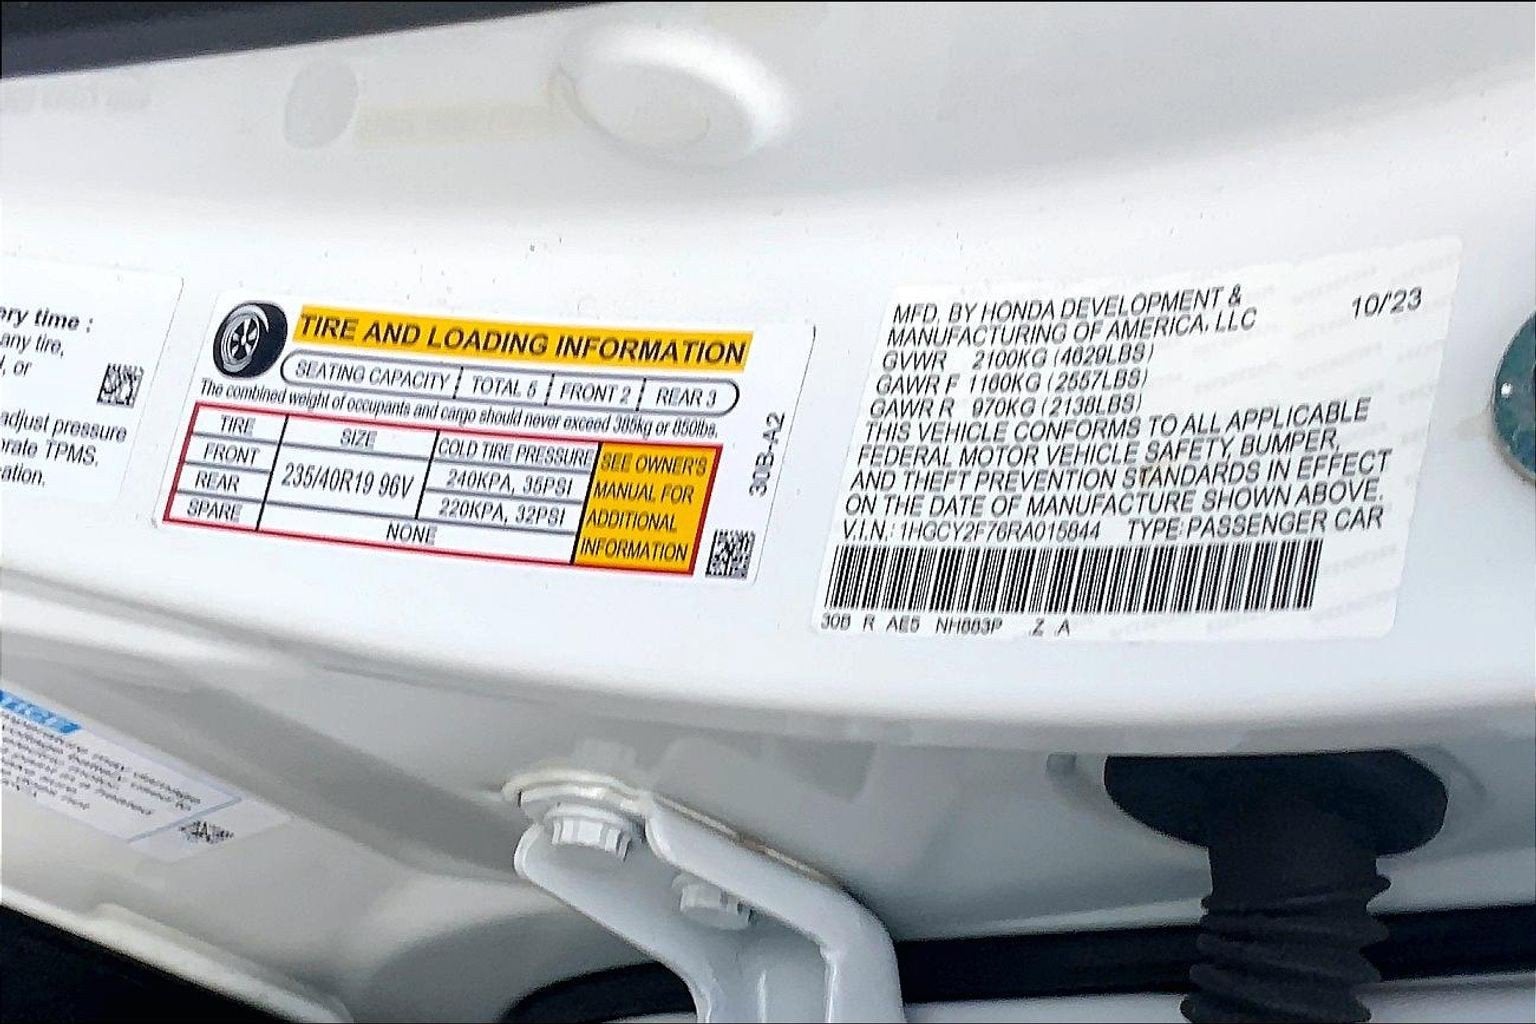 ery time :
any tire,
, or
adjust pressure
orate TPMS.
ation.
TIRE AND LOADING INFORMATION
SEATING CAPACITY TOTAL 5 FRONT 2 REAR 3
The combined weight of occupants and cargo should never exceed 385kg or 850lbs.
TIRE SIZE COLD TIRE PRESSURE
FRONT 235/40R19 96V 240KPA, 35PSI
REAR 220KPA, 32PSI
SPARE NONE
SEE OWNER'S
MANUAL FOR
ADDITIONAL
INFORMATION
30B-A2
MFD. BY HONDA DEVELOPMENT & 10/'23
MANUFACTURING OF AMERICA, LLC
GVWR 2100KG (4629LBS)
GAWR F 1160KG (2557LBS)
GAWR R 970KG (2138LBS)
THIS VEHICLE CONFORMS TO ALL APPLICABLE
FEDERAL MOTOR VEHICLE SAFETY, BUMPER,
AND THEFT PREVENTION STANDARDS IN EFFECT
ON THE DATE OF MANUFACTURE SHOWN ABOVE.
V.I.N.: 1HGCY2F76RA015844 TYPE: PASSENGER CAR
30B R AE5 NH883P Z A